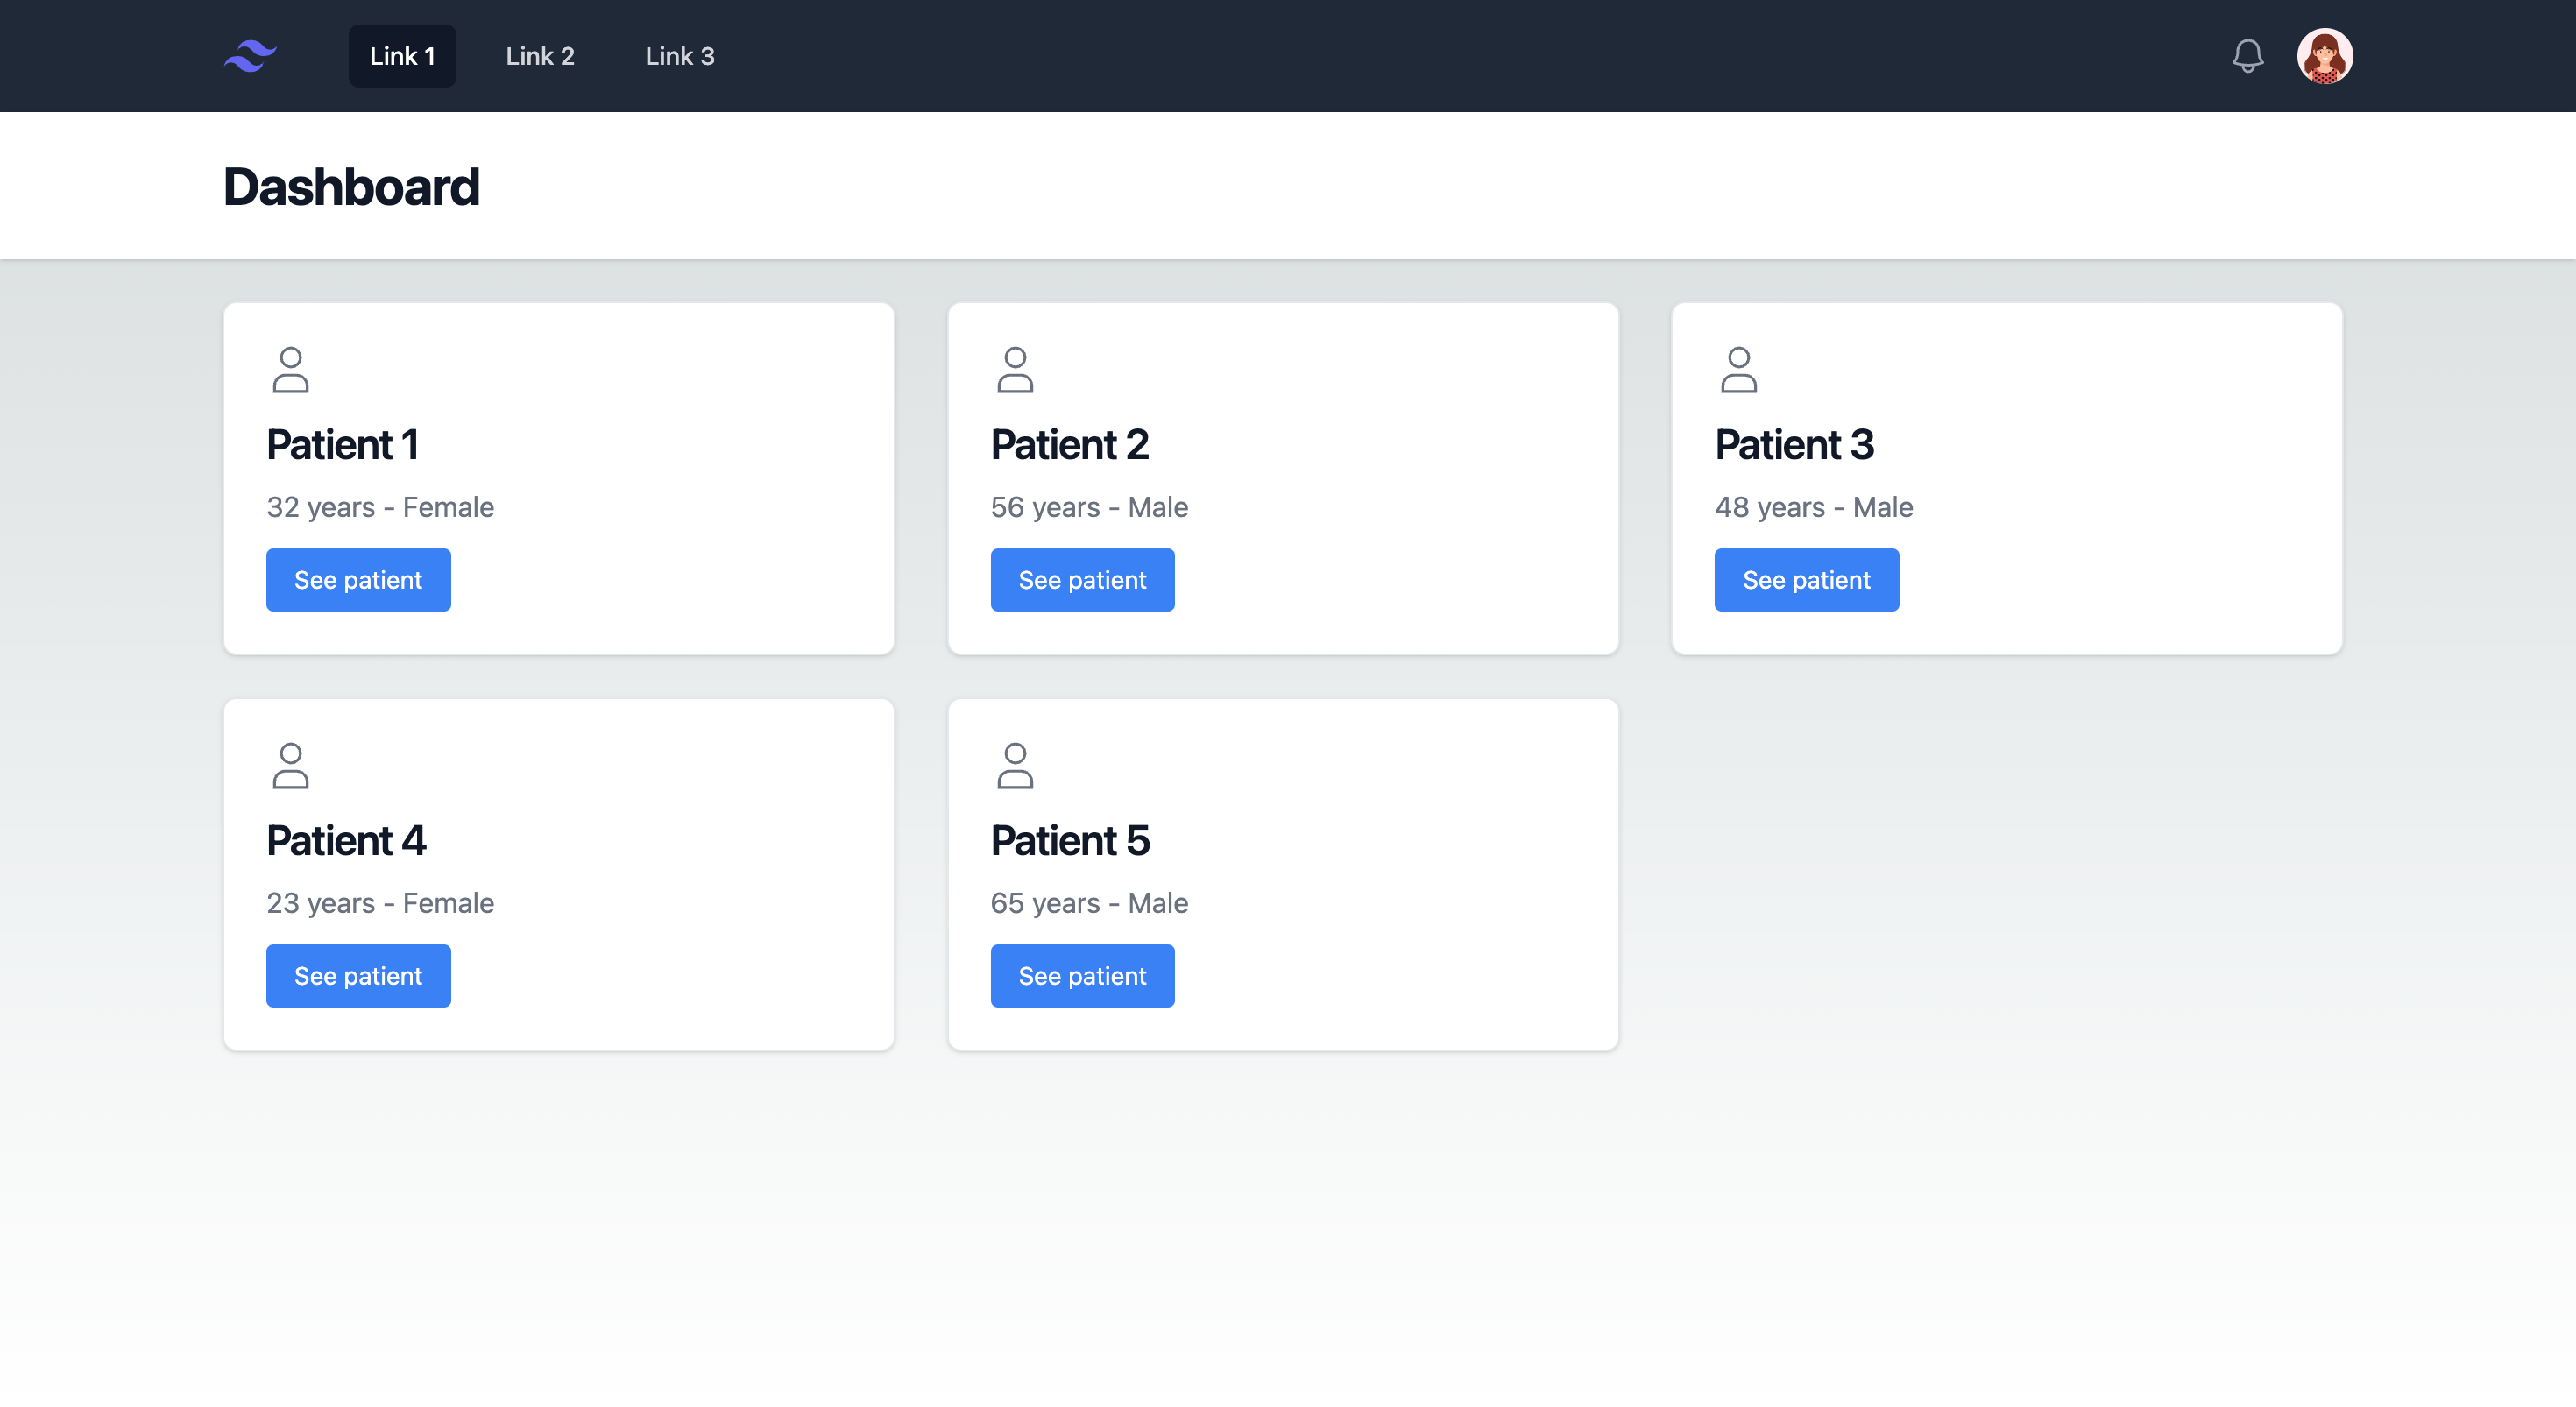 Link 1
Link 2
Link 3
Dashboard
Patient 1
32 years - Female
See patient
Patient 2
56 years - Male
See patient
Patient 3
48 years - Male
See patient
Patient 4
23 years - Female
See patient
Patient 5
65 years - Male
See patient